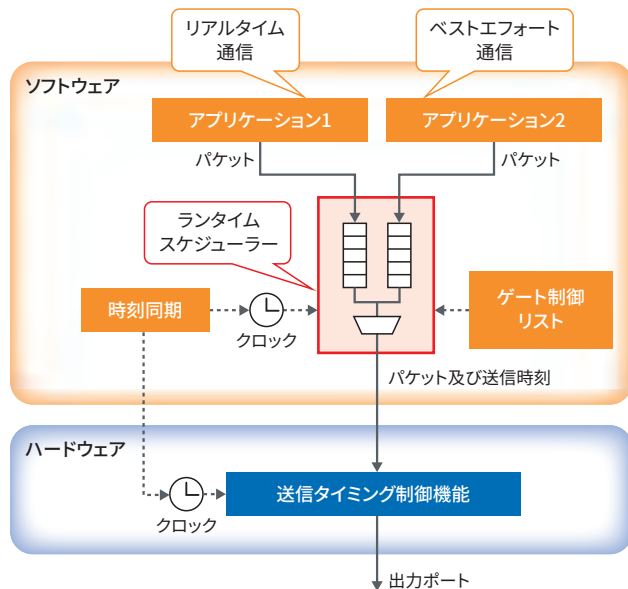 リアルタイム
通信
ベストエフォート
通信
ソフトウェア
アプリケーション1
アプリケーション2
パケット
パケット
ランタイム
スケジューラー
時刻同期
クロック
ゲート制御
リスト
パケット及び送信時刻
ハードウェア
クロック
送信タイミング制御機能
出力ポート